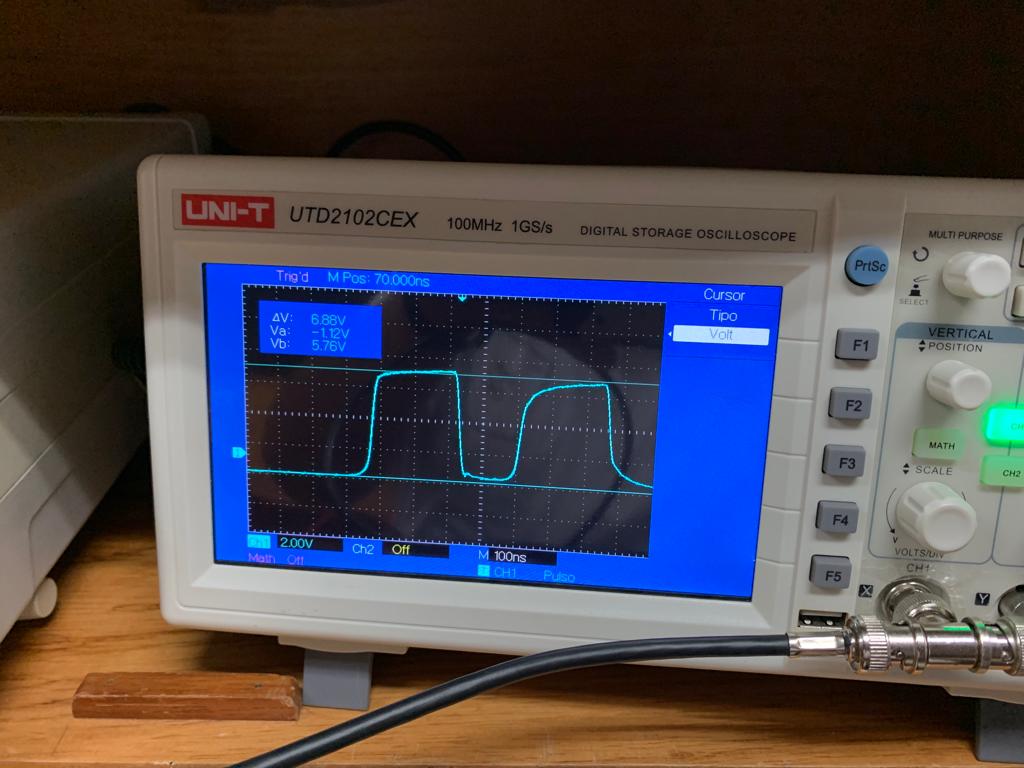 UNI-T UTD2102CEX 100MHz 1GS/s DIGITAL STORAGE OSCILLOSCOPE
Trig'd M Pos: 70.000ns
Cursor
Tipo
Volt
ΔV: 6.88V
Va: -1.12V
Vb: 5.76V
Ch1 2.00V Ch2 Off M 100ns
Math Off CH1 Pulso
PrtSc
F1
F2
F3
F4
F5
MULTI PURPOSE
SELECT
VERTICAL
POSITION
MATH
CH2
SCALE
VOLTS/DIV
CH1
X
Y